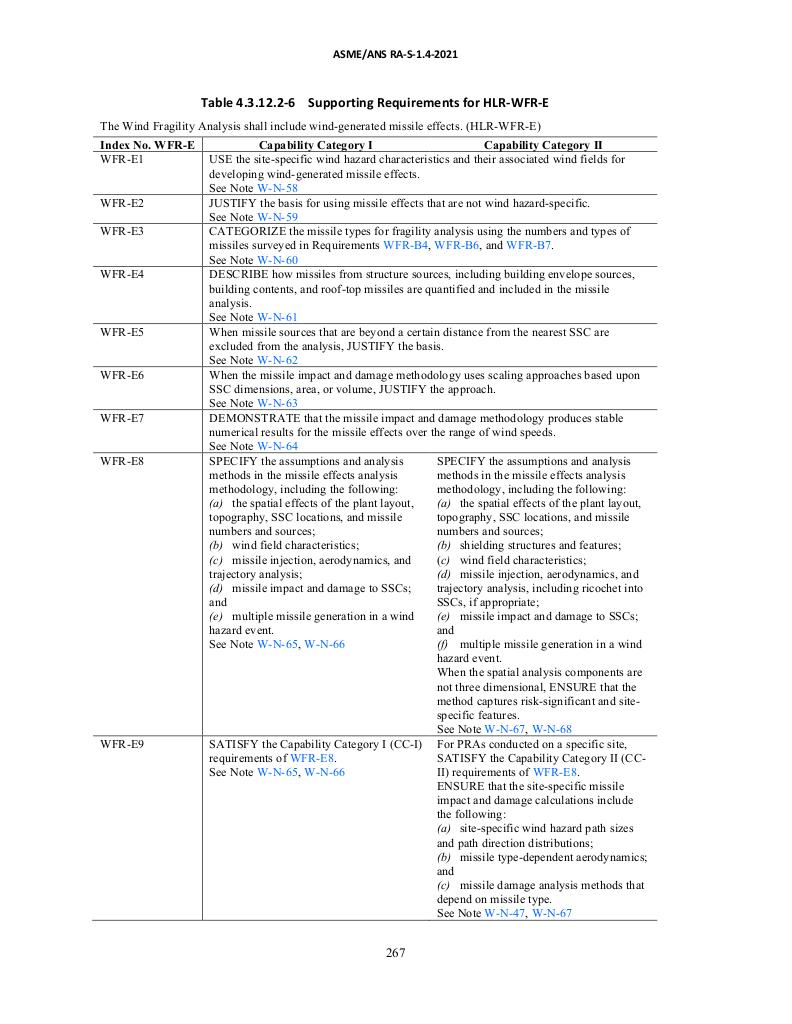 ASME/ANS RA-S-1.4-2021
Table 4.3.12.2-6    Supporting Requirements for HLR-WFR-E
The Wind Fragility Analysis shall include wind-generated missile effects. (HLR-WFR-E)
Index No. WFR-E    Capability Category I    Capability Category II
WFR-E1    USE the site-specific wind hazard characteristics and their associated wind fields for
developing wind-generated missile effects.
See Note W-N-58
WFR-E2    JUSTIFY the basis for using missile effects that are not wind hazard-specific.
See Note W-N-59
WFR-E3    CATEGORIZE the missile types for fragility analysis using the numbers and types of
missiles surveyed in Requirements WFR-B4, WFR-B6, and WFR-B7.
See Note W-N-60
WFR-E4    DESCRIBE how missiles from structure sources, including building envelope sources,
building contents, and roof-top missiles are quantified and included in the missile
analysis.
See Note W-N-61
WFR-E5    When missile sources that are beyond a certain distance from the nearest SSC are
excluded from the analysis, JUSTIFY the basis.
See Note W-N-62
WFR-E6    When the missile impact and damage methodology uses scaling approaches based upon
SSC dimensions, area, or volume, JUSTIFY the approach.
See Note W-N-63
WFR-E7    DEMONSTRATE that the missile impact and damage methodology produces stable
numerical results for the missile effects over the range of wind speeds.
See Note W-N-64
WFR-E8
SPECIFY the assumptions and analysis
methods in the missile effects analysis
methodology, including the following:
(a) the spatial effects of the plant layout,
topography, SSC locations, and missile
numbers and sources;
(b) wind field characteristics;
(c) missile injection, aerodynamics, and
trajectory analysis;
(d) missile impact and damage to SSCs;
and
(e) multiple missile generation in a wind
hazard event.
See Note W-N-65, W-N-66
SPECIFY the assumptions and analysis
methods in the missile effects analysis
methodology, including the following:
(a) the spatial effects of the plant layout,
topography, SSC locations, and missile
numbers and sources;
(b) shielding structures and features;
(c) wind field characteristics;
(d) missile injection, aerodynamics, and
trajectory analysis, including ricochet into
SSCs, if appropriate;
(e) missile impact and damage to SSCs;
and
(f) multiple missile generation in a wind
hazard event.
When the spatial analysis components are
not three dimensional, ENSURE that the
method captures risk-significant and site-
specific features.
See Note W-N-67, W-N-68
WFR-E9
SATISFY the Capability Category I (CC-I)
requirements of WFR-E8.
See Note W-N-65, W-N-66
For PRAs conducted on a specific site,
SATISFY the Capability Category II (CC-
II) requirements of WFR-E8.
ENSURE that the site-specific missile
impact and damage calculations include
the following:
(a) site-specific wind hazard path sizes
and path direction distributions;
(b) missile type-dependent aerodynamics;
and
(c) missile damage analysis methods that
depend on missile type.
See Note W-N-47, W-N-67
267